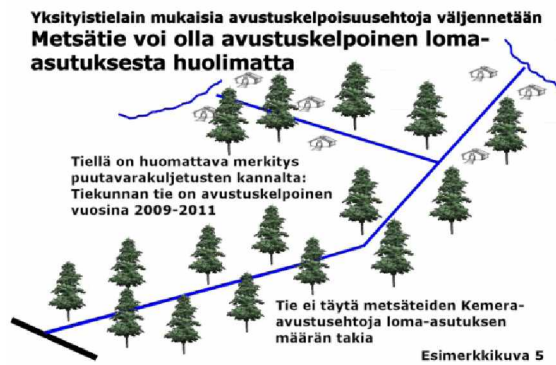 Yksityistielain mukaisia avustuskelpoisuusehtoja väljennetään
Metsätie voi olla avustuskelpoinen loma-
asutuksesta huolimatta
Tiellä on huomattava merkitys
puutavarakuljetusten kannalta:
Tiekunnan tie on avustuskelpoinen
vuosina 2009-2011
Tie ei täytä metsäteiden Kemera-
avustusehtoja loma-asutuksen
määrän takia
Esimerkkikuva 5